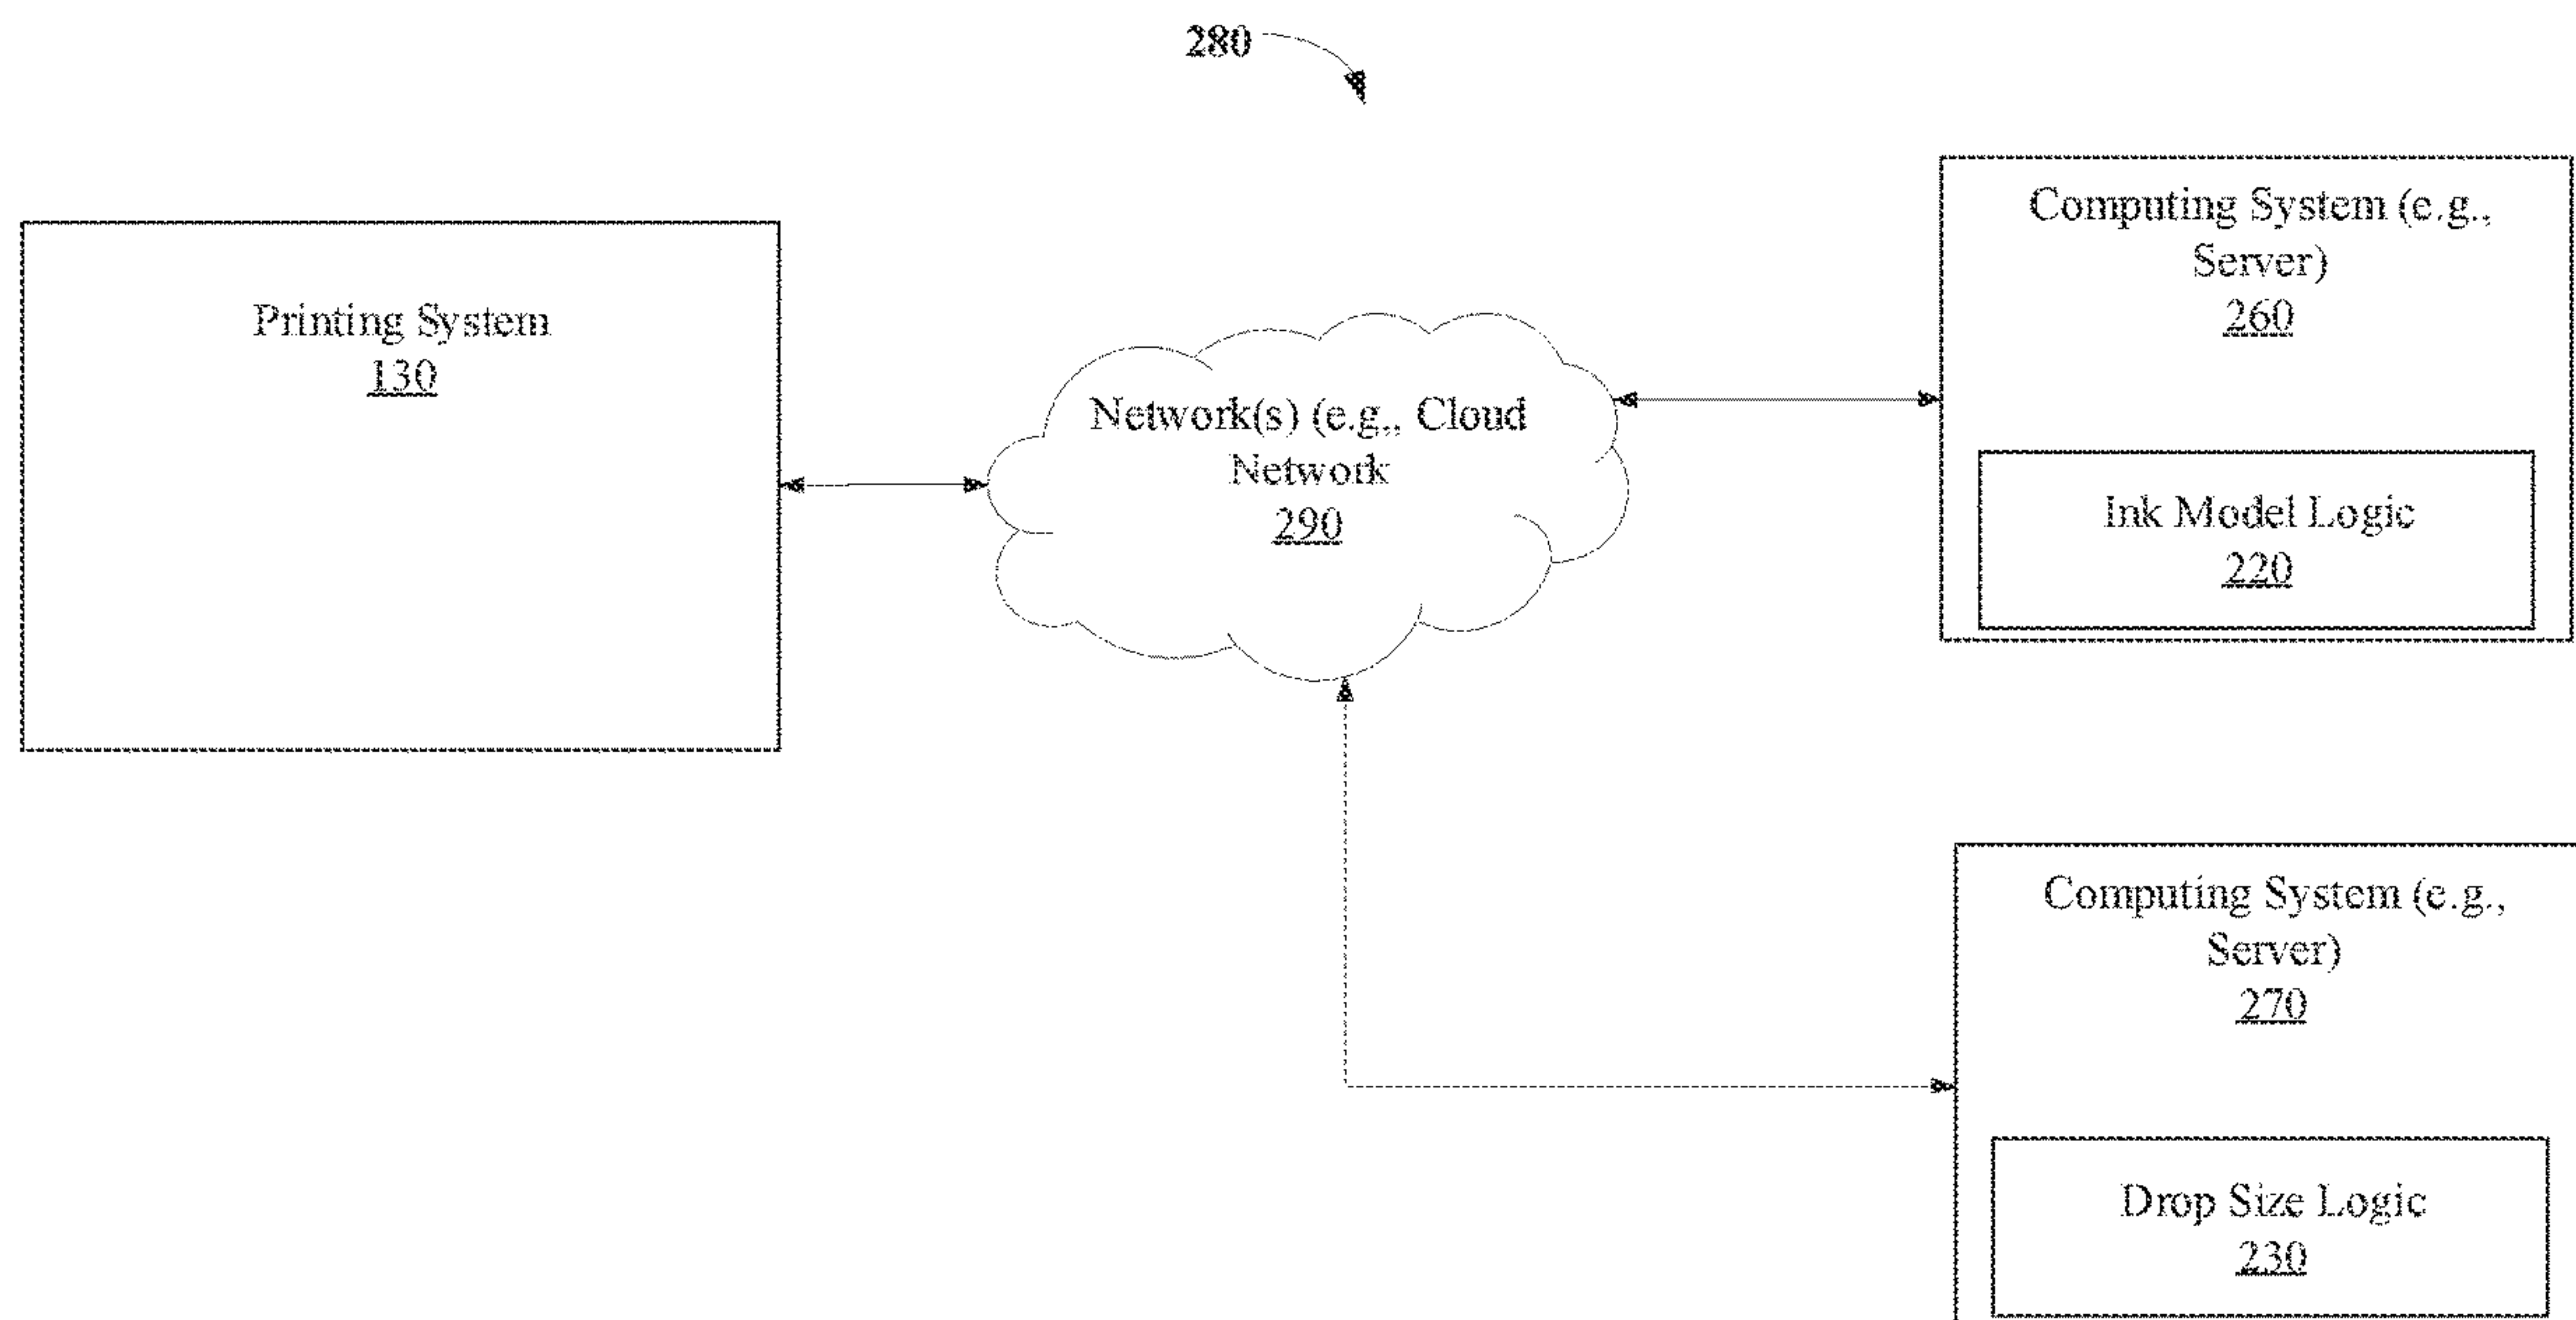 280
Printing System
130
Network(s) (e.g., Cloud
Network
290
Computing System (e.g.,
Server)
260
Ink Model Logic
220
Computing System (e.g.,
Server)
270
Drop Size Logic
230